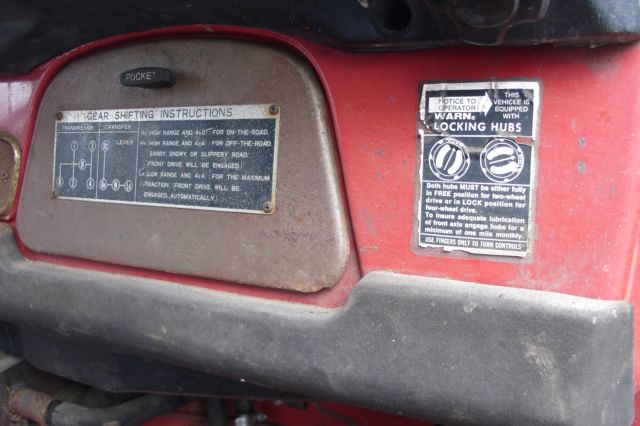 POCKET
GEAR SHIFTING INSTRUCTIONS
TRANSMISSION
TRANSFER
LEVER
1 3
R 2 4
H2 (HIGH RANGE AND 4x2) : FOR ON-THE-ROAD.
H4 (HIGH RANGE AND 4x4) : FOR OFF-THE-ROAD.
SANDY, SNOWY, OR SLIPPERY ROAD.
(FRONT DRIVE WILL BE ENGAGED.)
L4 (LOW RANGE AND 4x4) : FOR THE MAXIMUM
TRACTION (FRONT DRIVE WILL BE
ENGAGED, AUTOMATICALLY.)
NOTICE TO OPERATOR
THIS VEHICLE IS EQUIPPED WITH
WARN
LOCKING HUBS
Both hubs MUST be either fully
in FREE position for two-wheel
drive or in LOCK position for
four-wheel drive.
To insure adequate lubrication
of front axle engage hubs for a
minimum of one mile monthly.
USE FINGERS ONLY TO TURN CONTROLS